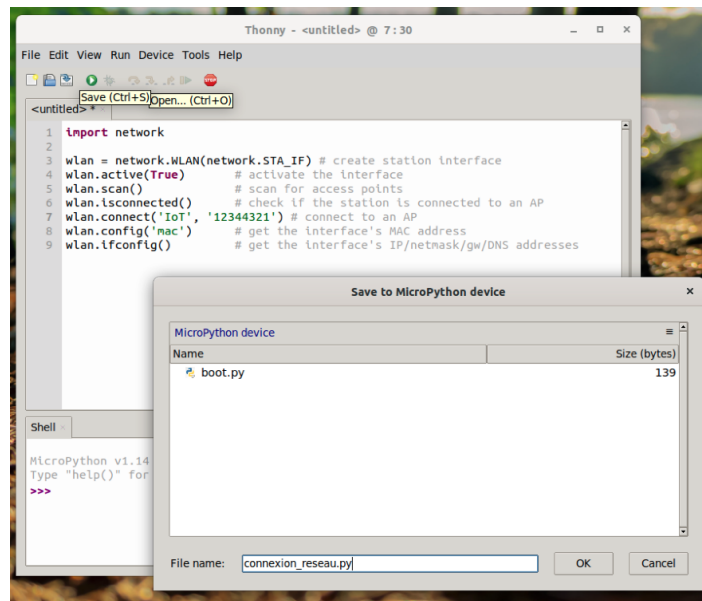 Thonny - <untitled> @ 7:30
File Edit View Run Device Tools Help
Save (Ctrl+S) Open... (Ctrl+O)
<untitled> *
1 import network
2
3 wlan = network.WLAN(network.STA_IF) # create station interface
4 wlan.active(True)       # activate the interface
5 wlan.scan()             # scan for access points
6 wlan.isconnected()      # check if the station is connected to an AP
7 wlan.connect('IoT', '12344321') # connect to an AP
8 wlan.config('mac')      # get the interface's MAC address
9 wlan.ifconfig()         # get the interface's IP/netmask/gw/DNS addresses
Shell
MicroPython v1.14
Type "help()" for
>>>
Save to MicroPython device
MicroPython device
Name Size (bytes)
boot.py 139
File name: connexion_reseau.py
OK Cancel